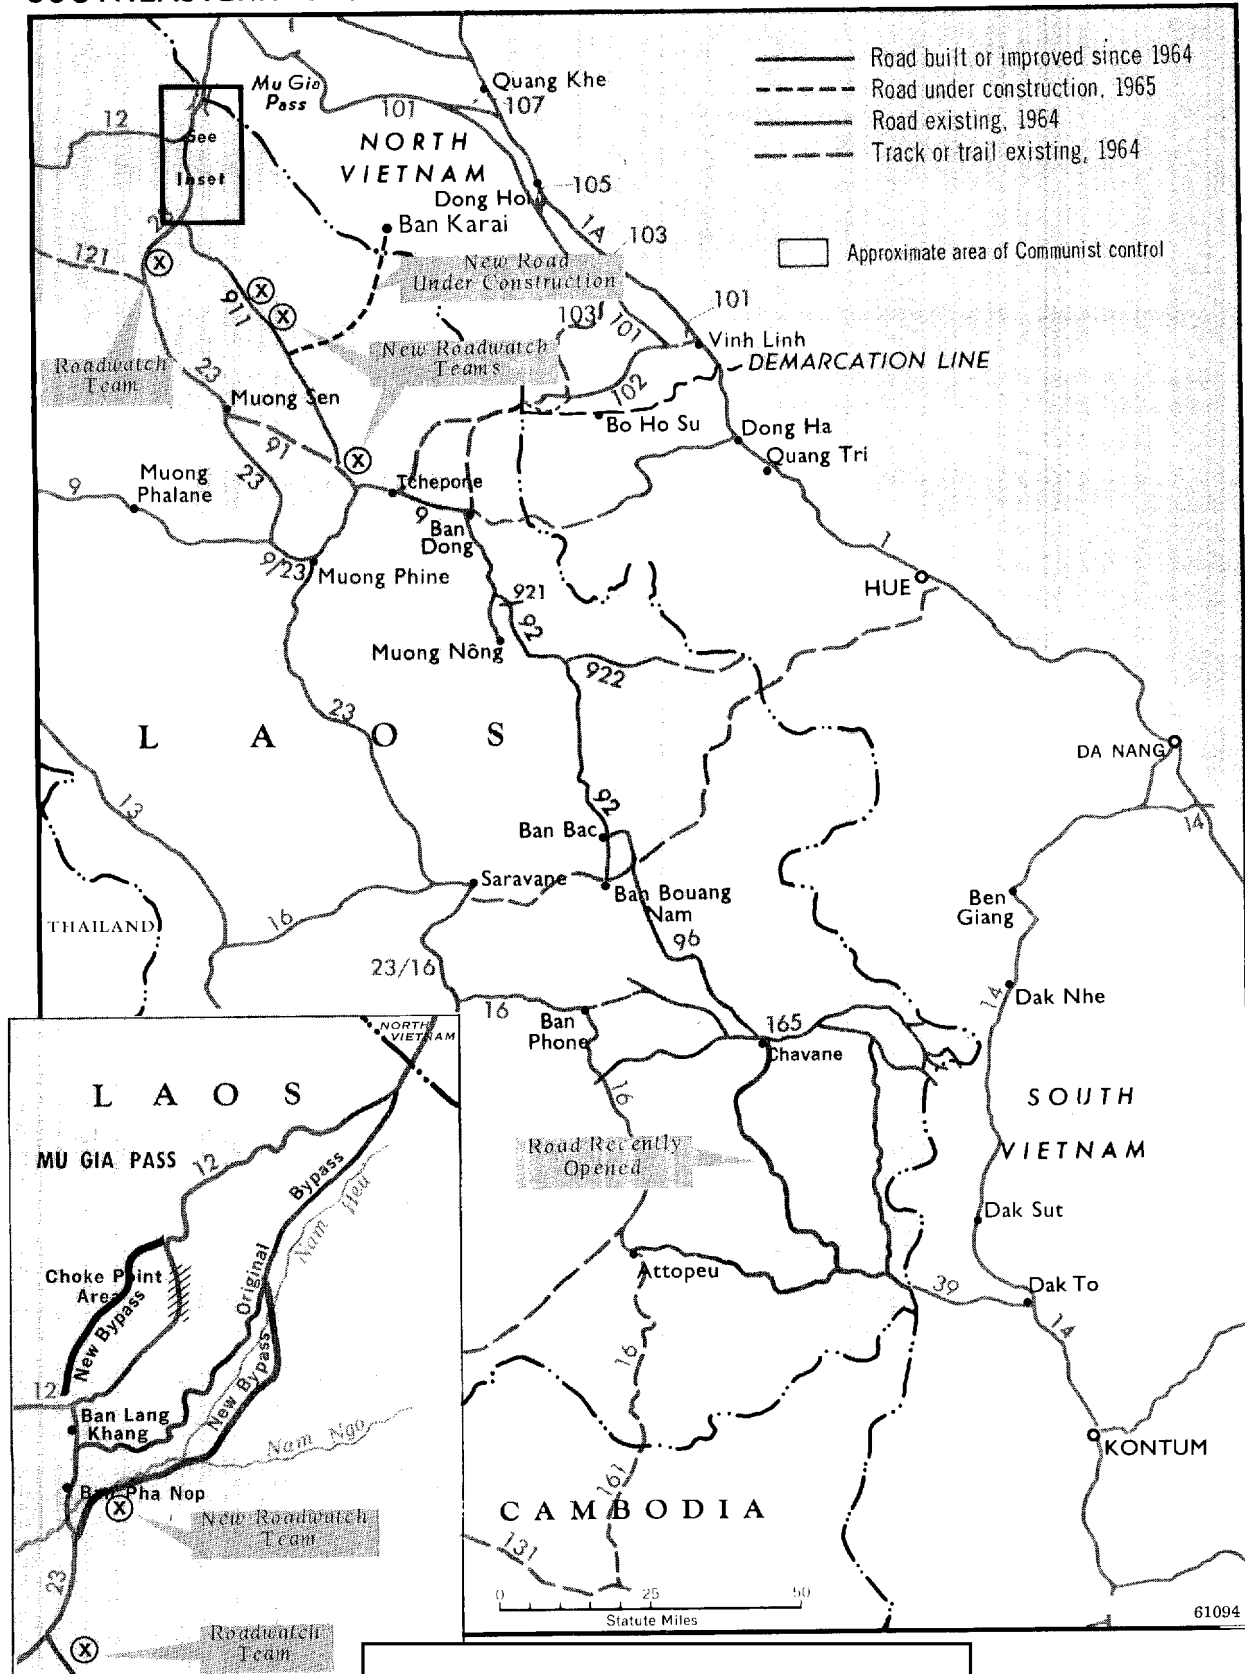 Road built or improved since 1964
Road under construction, 1965
Road existing, 1964
Track or trail existing, 1964
Approximate area of Communist control
Mu Gia
Pass
Quang Khe
107
101
12
See
Inset
NORTH
VIETNAM
Dong Hoi
105
1A
103
Ban Karai
23
121
New Road
Under Construction
911
103
101
101
Vinh Linh
DEMARCATION LINE
Roadwatch
Team
New Roadwatch
Teams
23
Muong Sen
102
Bo Ho Su
Dong Ha
Quang Tri
91
23
Muong
Phalane
9
Tchepone
9
Ban
Dong
9/23
Muong Phine
1
HUE
921
92
Muong Nông
922
23
LAOS
DA NANG
13
92
Ban Bac
14
Saravane
Ban Bouang
Nam
Ben
Giang
THAILAND
16
96
23/16
14
Dak Nhe
16
Ban
Phone
165
Chavane
16
SOUTH
VIETNAM
Road Recently
Opened
Dak Sut
Attopeu
39
Dak To
14
16
KONTUM
161
CAMBODIA
131
0 25 50
Statute Miles
61094
NORTH
VIETNAM
LAOS
MU GIA PASS
12
Bypass
Nam Heu
Original
Choke Point
Area
New Bypass
New Bypass
12
Ban Lang
Khang
Nam Ngo
Ban Pha Nop
New Roadwatch
Team
23
Roadwatch
Team